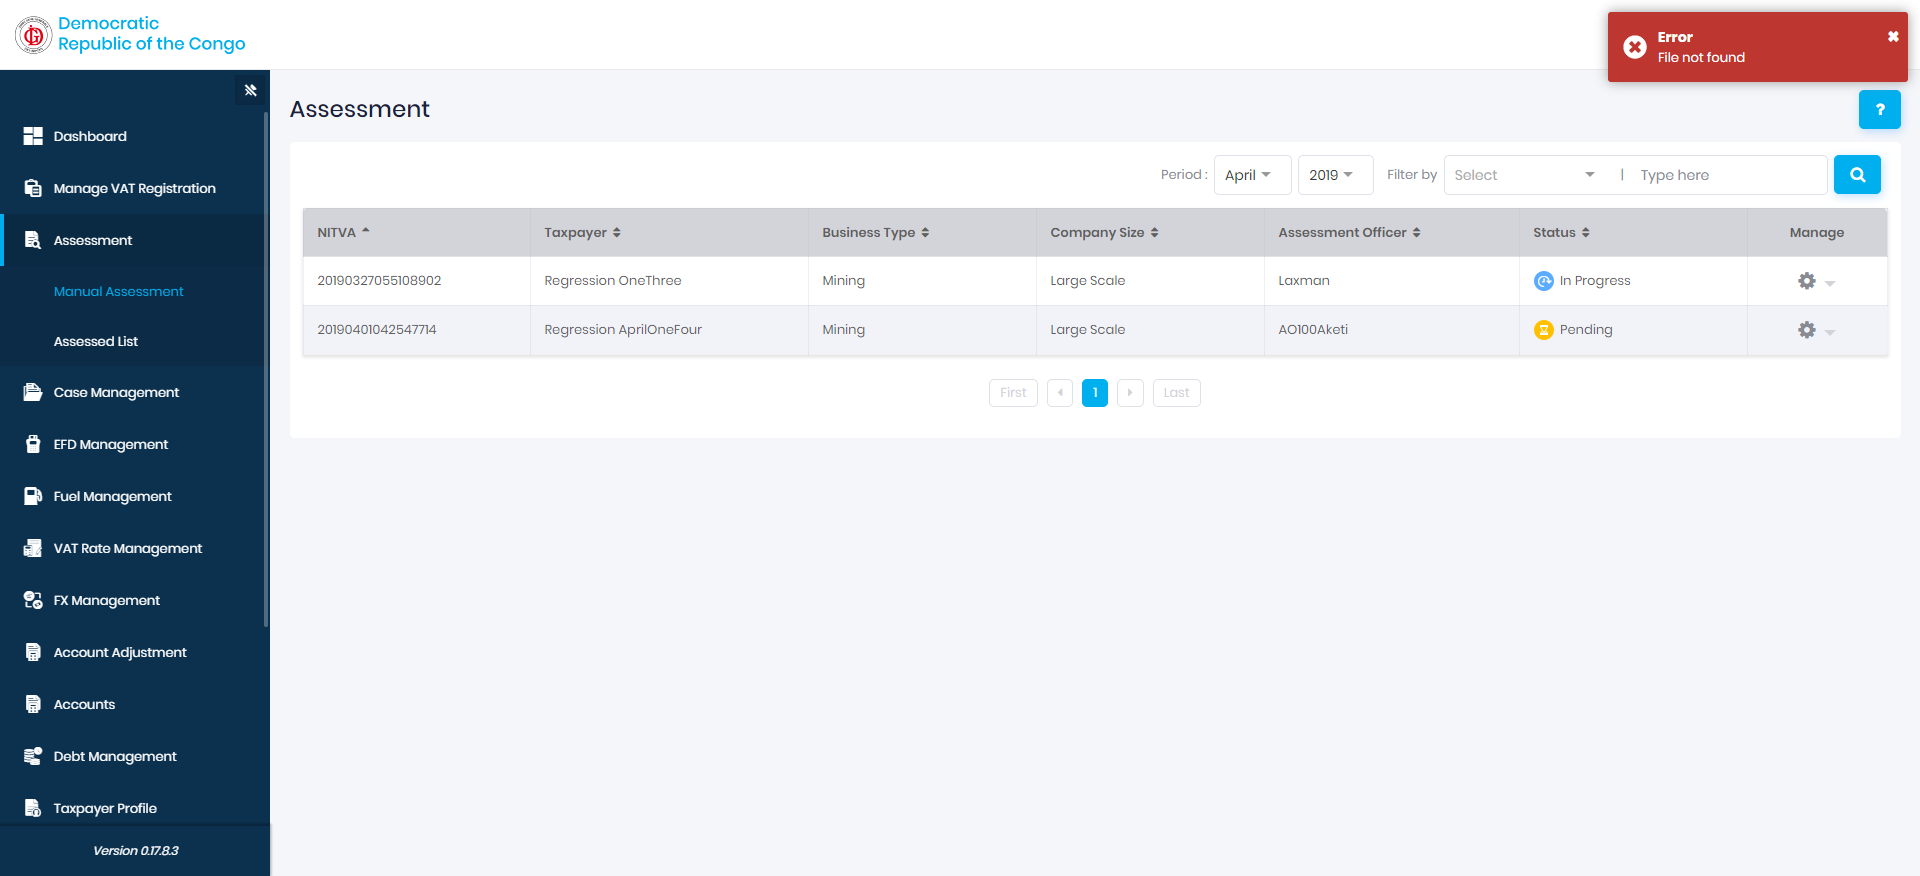 Democratic
Republic of the Congo
Error
File not found
Assessment
?
Dashboard
Manage VAT Registration
Assessment
Manual Assessment
Assessed List
Case Management
EFD Management
Fuel Management
VAT Rate Management
FX Management
Account Adjustment
Accounts
Debt Management
Taxpayer Profile
Version 0.17.8.3
Period : April 2019 Filter by Select | Type here
NITVA Taxpayer Business Type Company Size Assessment Officer Status Manage
20190327055108902 Regression OneThree Mining Large Scale Laxman In Progress
20190401042547714 Regression AprilOneFour Mining Large Scale AO100Aketi Pending
First 1 Last